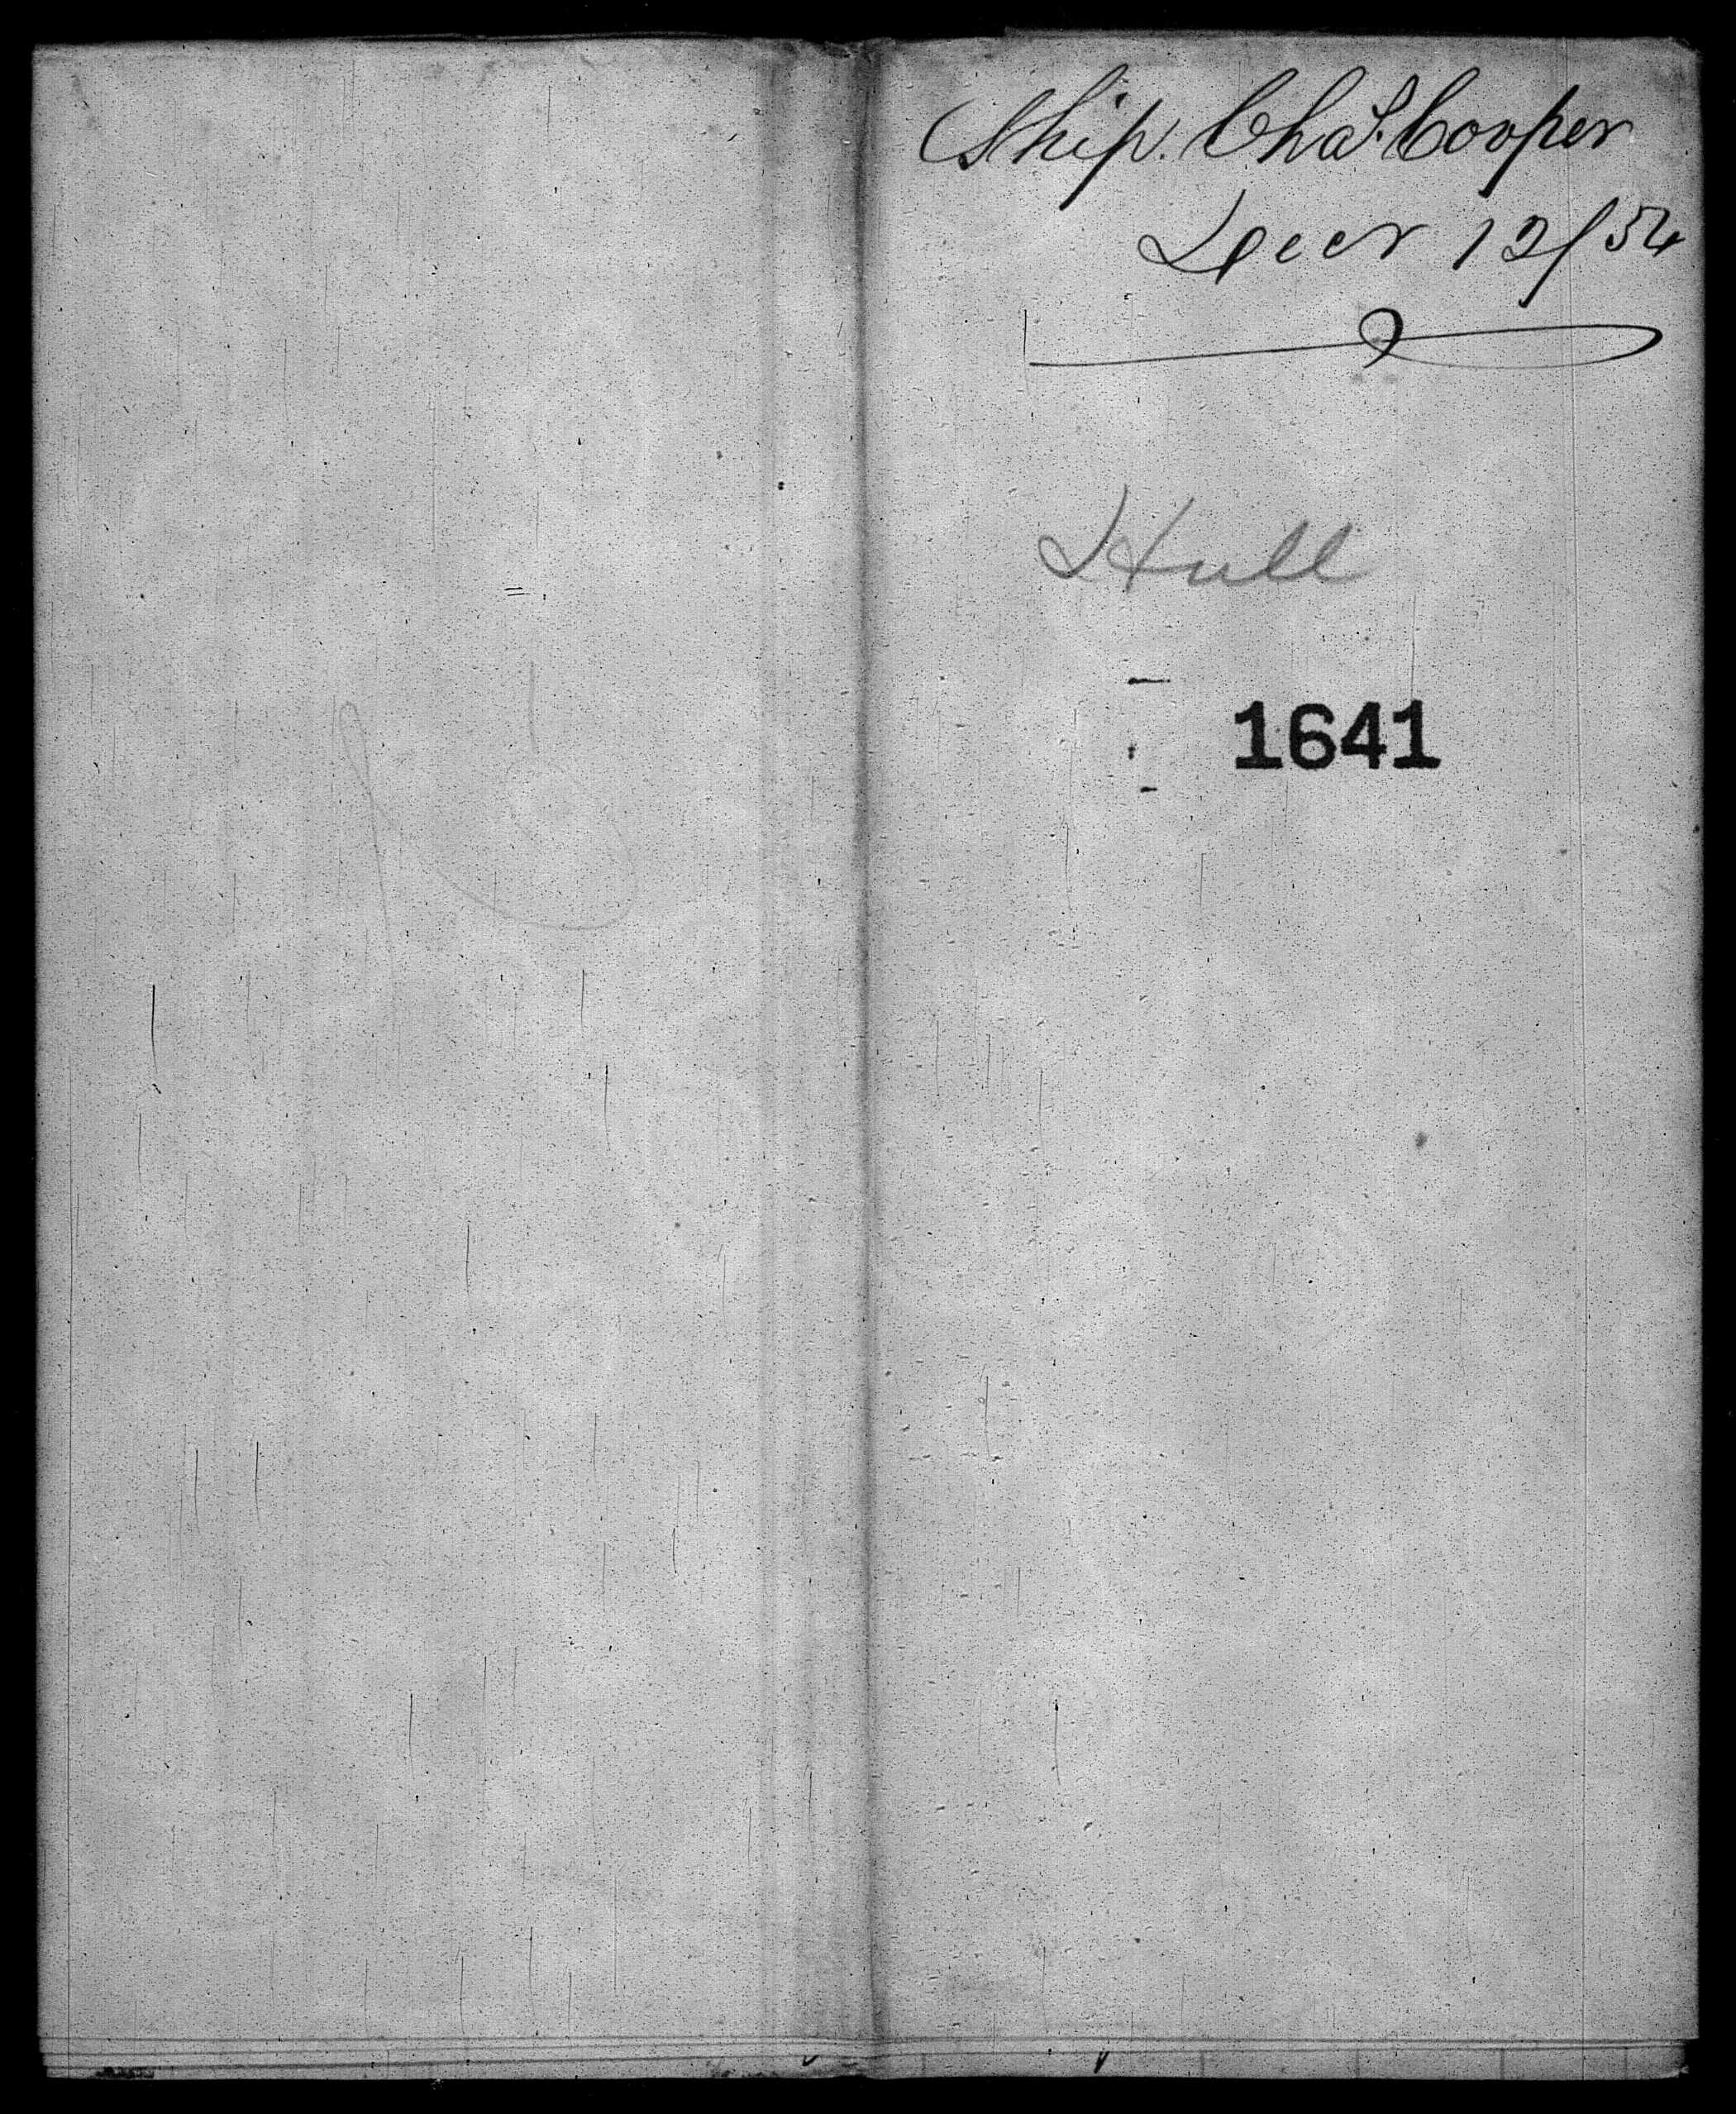 Ship. Chas. Cooper
Decr 12/54
Hull
1641